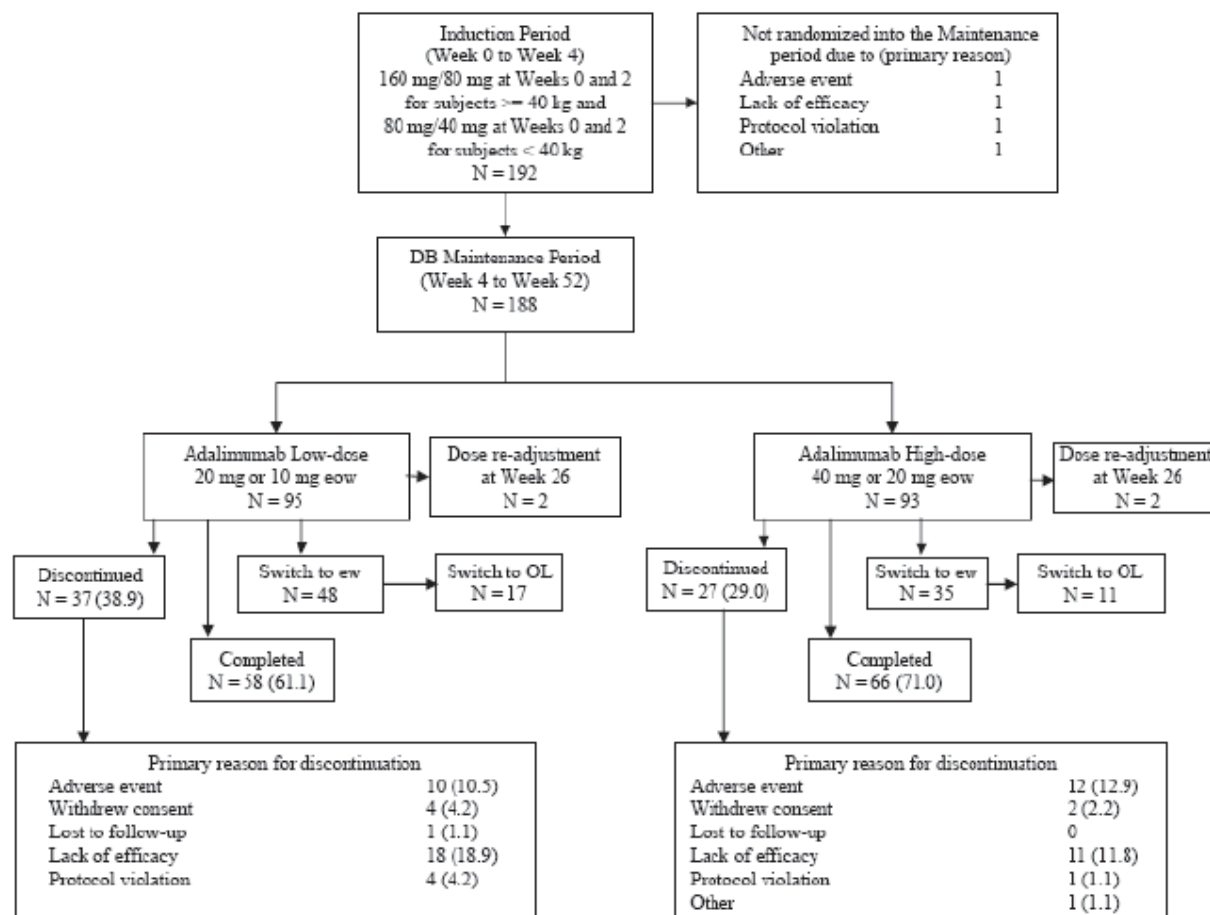 Induction Period
(Week 0 to Week 4)
160 mg/80 mg at Weeks 0 and 2
for subjects >= 40 kg and
80 mg/40 mg at Weeks 0 and 2
for subjects < 40 kg
N = 192
Not randomized into the Maintenance
period due to (primary reason)
Adverse event 1
Lack of efficacy 1
Protocol violation 1
Other 1
DB Maintenance Period
(Week 4 to Week 52)
N = 188
Adalimumab Low-dose
20 mg or 10 mg eow
N = 95
Dose re-adjustment
at Week 26
N = 2
Adalimumab High-dose
40 mg or 20 mg eow
N = 93
Dose re-adjustment
at Week 26
N = 2
Discontinued
N = 37 (38.9)
Switch to ew
N = 48
Switch to OL
N = 17
Discontinued
N = 27 (29.0)
Switch to ew
N = 35
Switch to OL
N = 11
Completed
N = 58 (61.1)
Completed
N = 66 (71.0)
Primary reason for discontinuation
Adverse event 10 (10.5)
Withdrew consent 4 (4.2)
Lost to follow-up 1 (1.1)
Lack of efficacy 18 (18.9)
Protocol violation 4 (4.2)
Primary reason for discontinuation
Adverse event 12 (12.9)
Withdrew consent 2 (2.2)
Lost to follow-up 0
Lack of efficacy 11 (11.8)
Protocol violation 1 (1.1)
Other 1 (1.1)